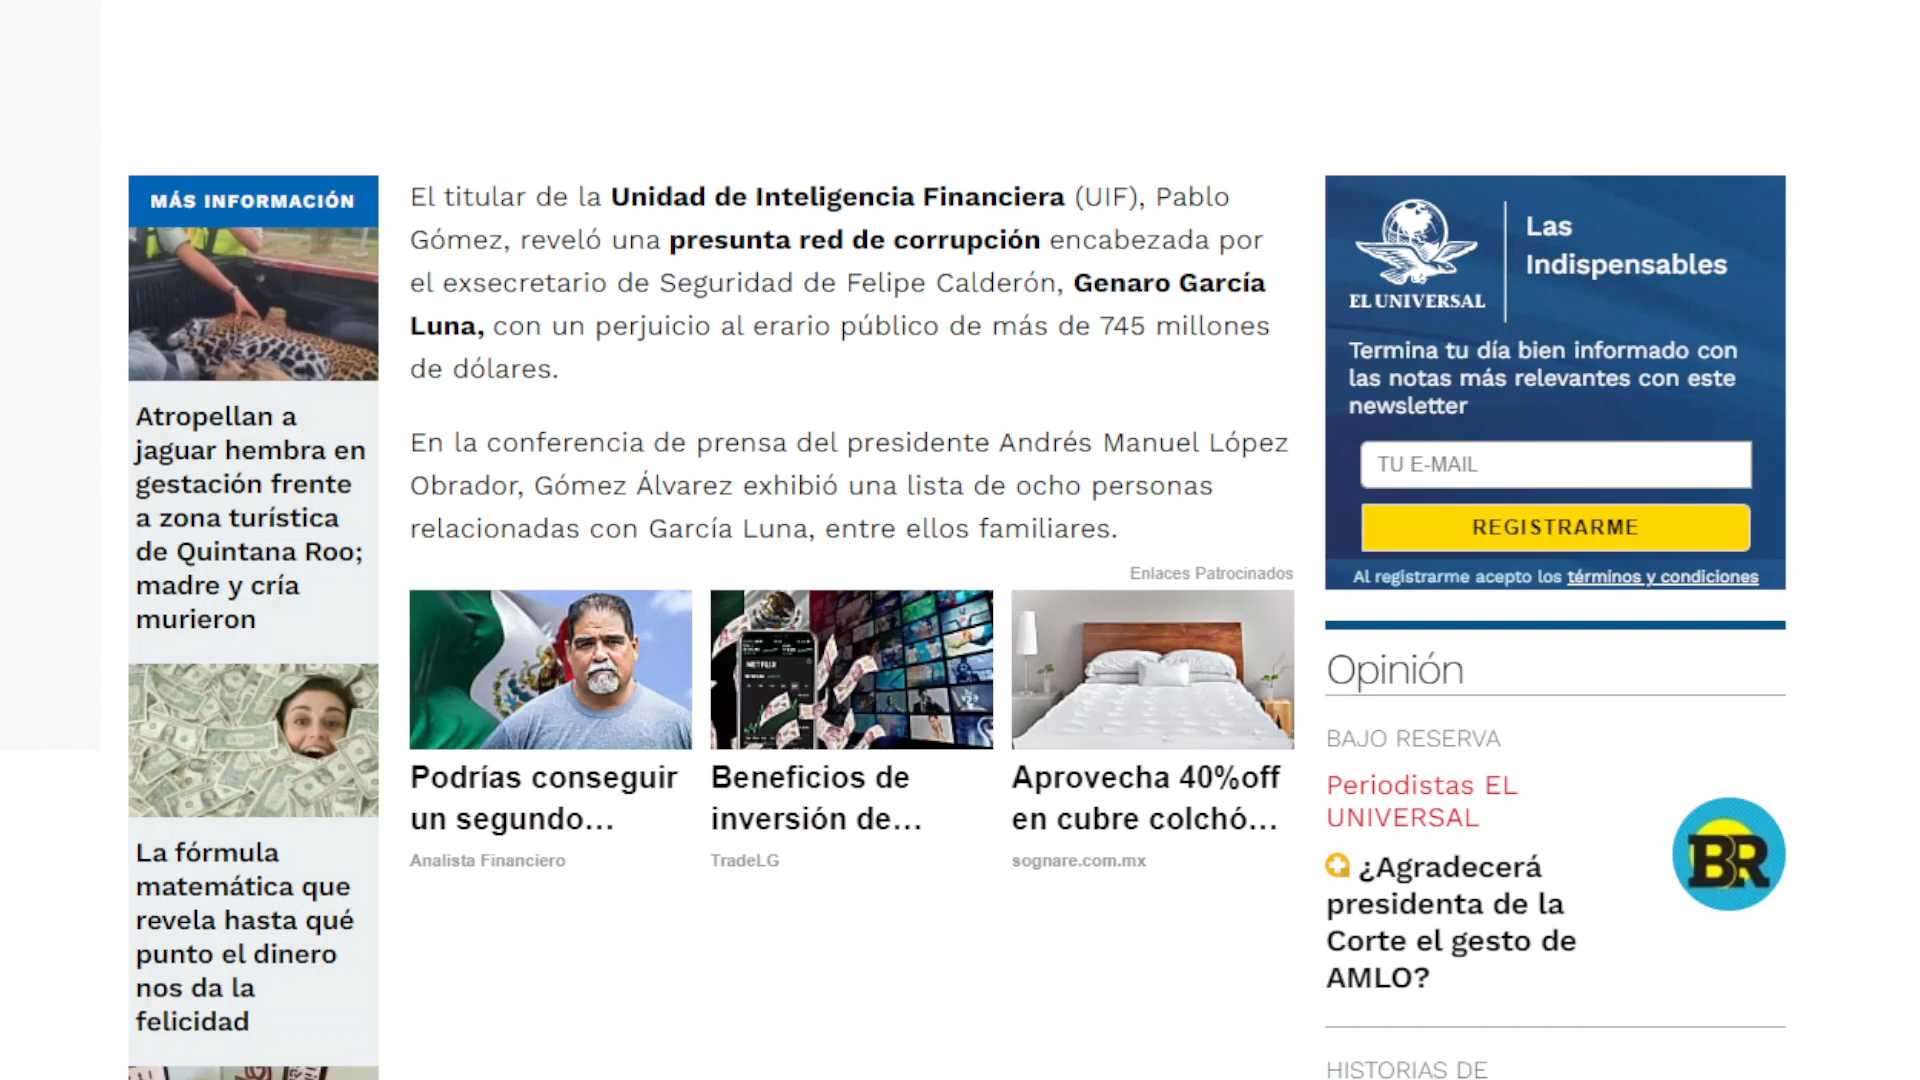 MÁS INFORMACIÓN
Atropellan a
jaguar hembra en
gestación frente
a zona turística
de Quintana Roo;
madre y cría
murieron
La fórmula
matemática que
revela hasta qué
punto el dinero
nos da la
felicidad
El titular de la Unidad de Inteligencia Financiera (UIF), Pablo
Gómez, reveló una presunta red de corrupción encabezada por
el exsecretario de Seguridad de Felipe Calderón, Genaro García
Luna, con un perjuicio al erario público de más de 745 millones
de dólares.
En la conferencia de prensa del presidente Andrés Manuel López
Obrador, Gómez Álvarez exhibió una lista de ocho personas
relacionadas con García Luna, entre ellos familiares.
Enlaces Patrocinados
NETFLIX
Podrías conseguir
un segundo...
Analista Financiero
Beneficios de
inversión de...
TradeLG
Aprovecha 40%off
en cubre colchó...
sognare.com.mx
EL UNIVERSAL
Las
Indispensables
Termina tu día bien informado con
las notas más relevantes con este
newsletter
TU E-MAIL
REGISTRARME
Al registrarme acepto los términos y condiciones
Opinión
BAJO RESERVA
Periodistas EL
UNIVERSAL
¿Agradecerá
presidenta de la
Corte el gesto de
AMLO?
BR
HISTORIAS DE